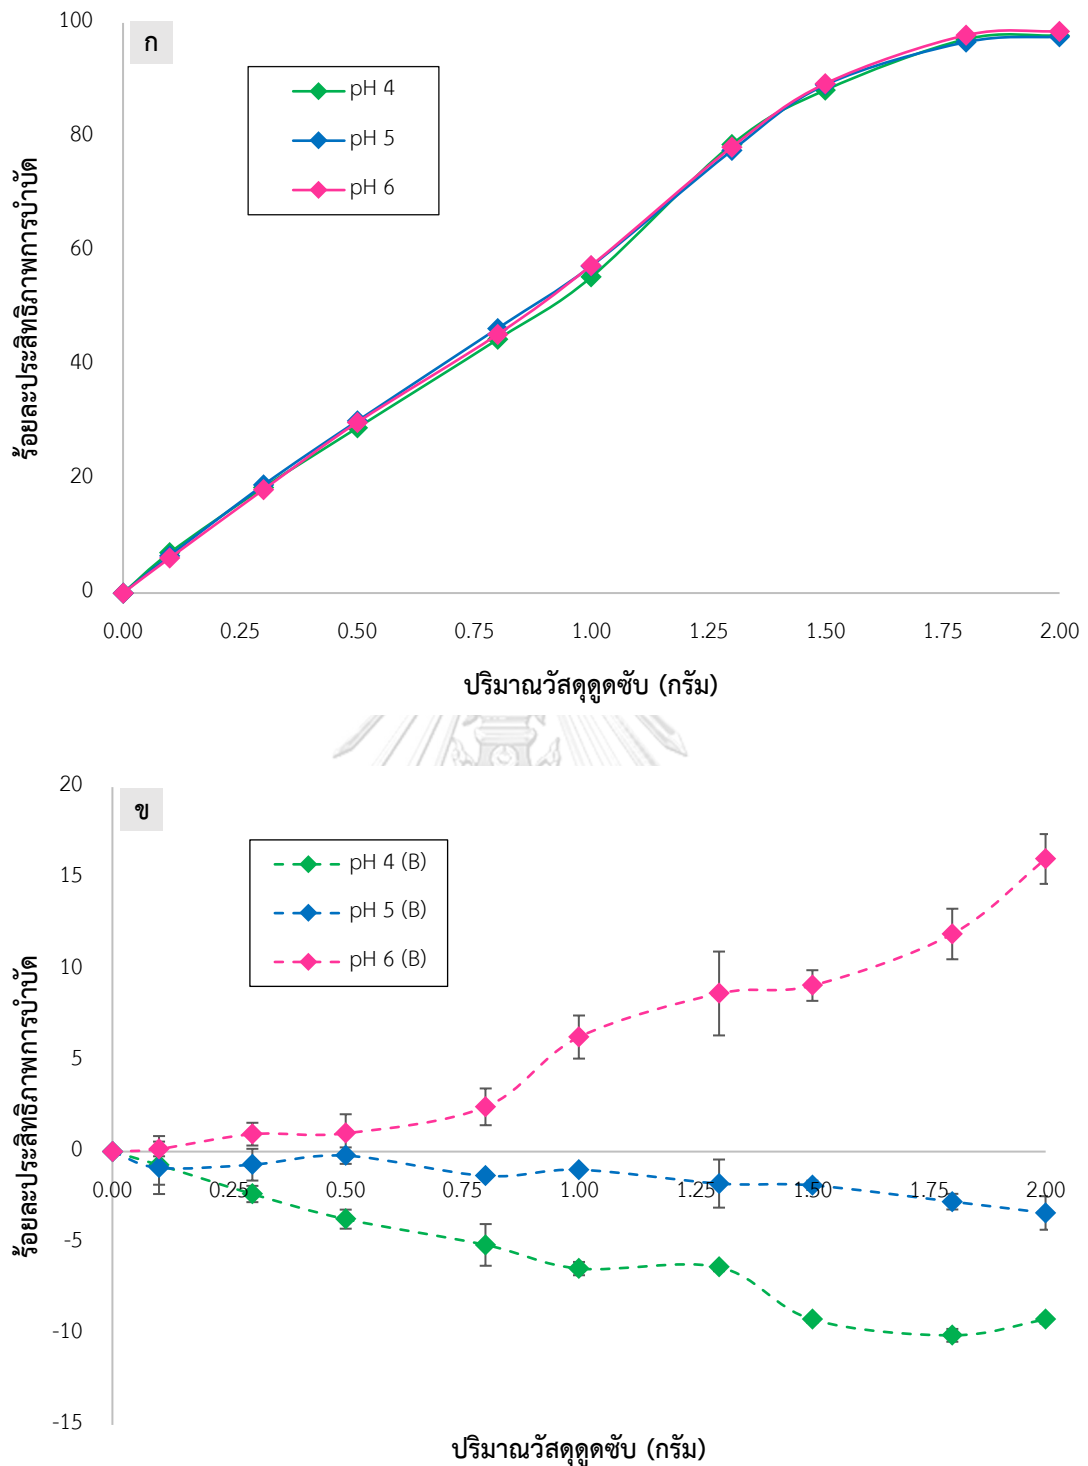 ก
100
80
60
40
20
0
pH 4
pH 5
pH 6
ร้อยละประสิทธิภาพการบำบัด
0.00 0.25 0.50 0.75 1.00 1.25 1.50 1.75 2.00
ปริมาณวัสดุดูดซับ (กรัม)
ข
20
15
10
5
0
-5
-10
-15
pH 4 (B)
pH 5 (B)
pH 6 (B)
ร้อยละประสิทธิภาพการบำบัด
0.00 0.25 0.50 0.75 1.00 1.25 1.50 1.75 2.00
ปริมาณวัสดุดูดซับ (กรัม)